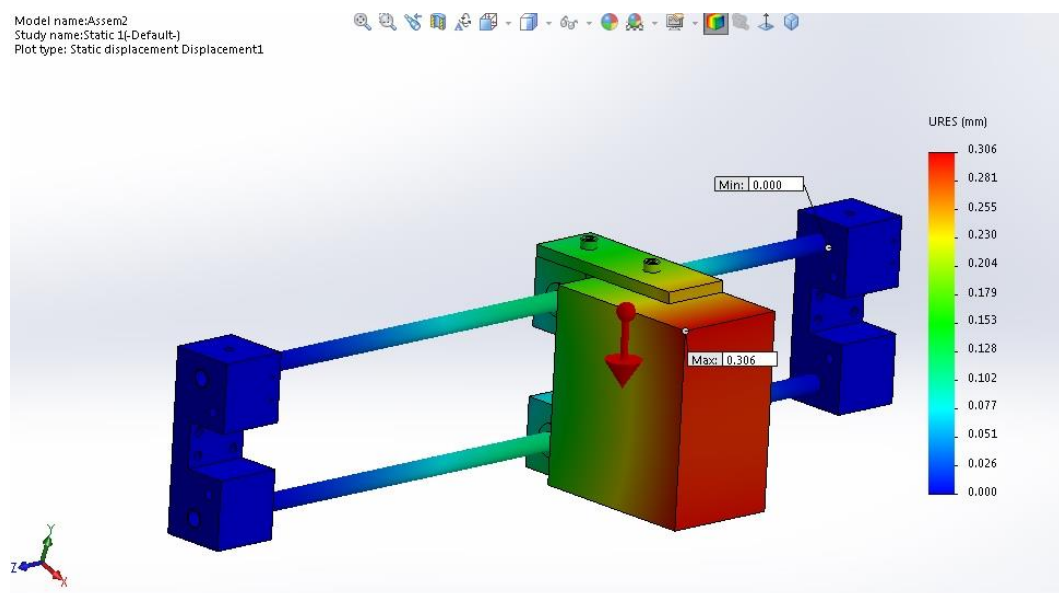 Model name:Assem2
Study name:Static 1(-Default-)
Plot type: Static displacement Displacement1
URES (mm)
0.306
0.281
0.255
0.230
0.204
0.179
0.153
0.128
0.102
0.077
0.051
0.026
0.000
Min: 0.000
Max: 0.306
Y
Z
X